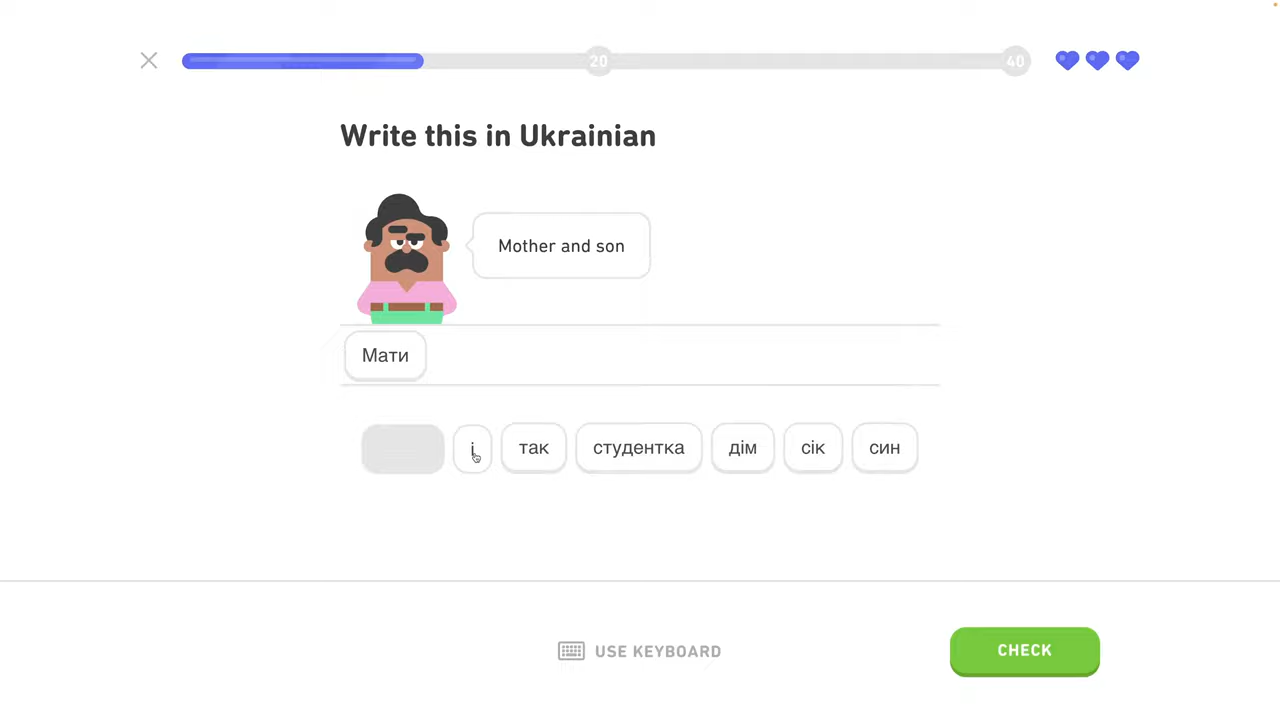 20
40
Write this in Ukrainian
Mother and son
Мати
і
так
студентка
дім
сік
син
USE KEYBOARD
CHECK